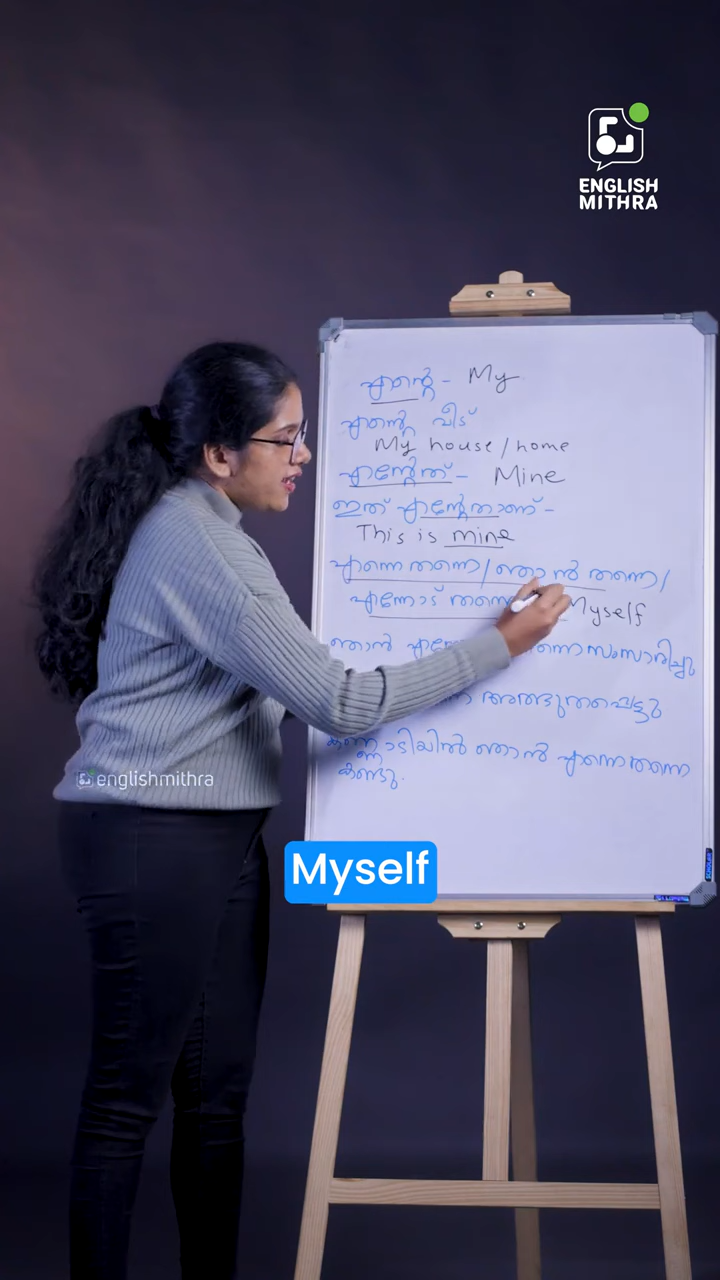 ENGLISH
MITHRA
എന്റെ - My
എന്റെ വീട്
My house / home
എന്റേത് - Mine
ഇത് എന്റേതാണ് -
This is mine
എന്നെ തന്നെ / ഞാൻ തന്നെ /
എന്നോട് തന്നെ Myself
ഞാൻ സംസാരിച്ചു
അത്ഭുതപ്പെട്ടു
കണ്ണാടിയിൽ ഞാൻ എന്നെതന്നെ
കണ്ടു.
englishmithra
Myself